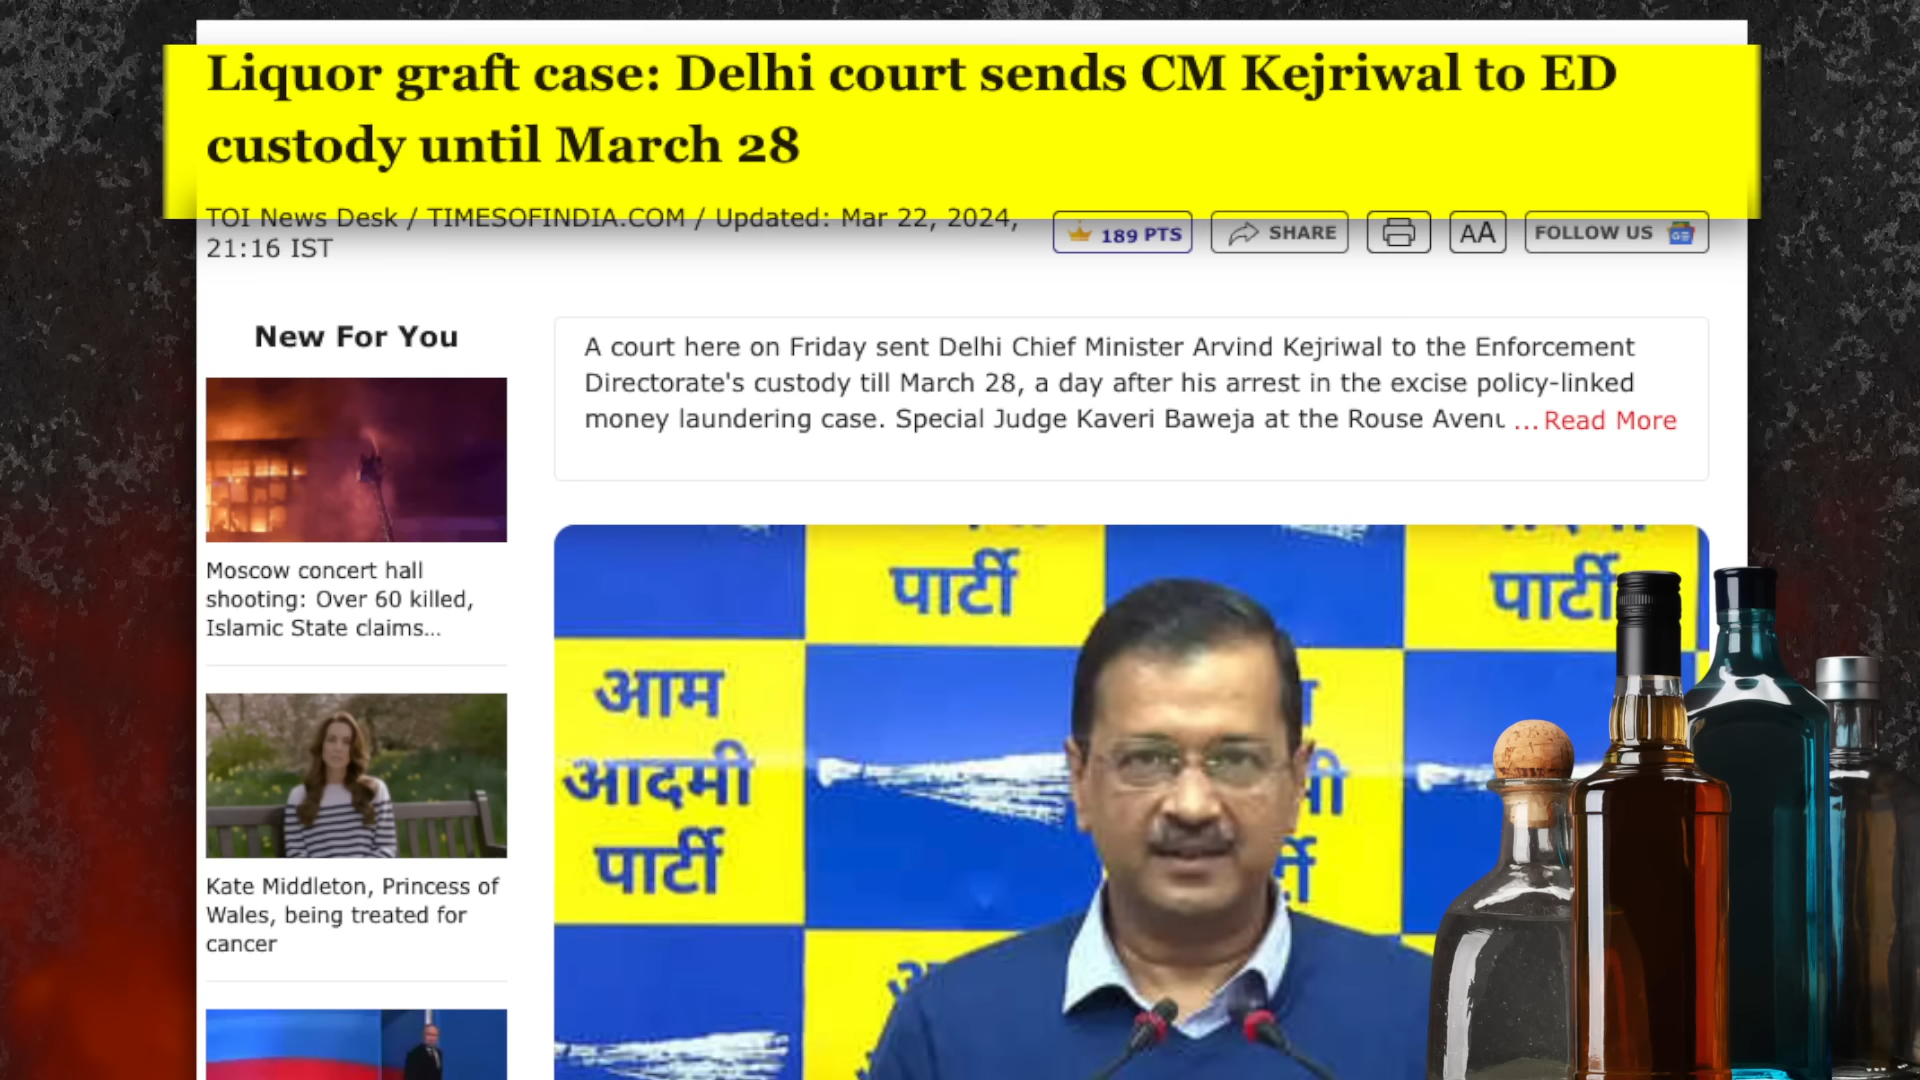 Liquor graft case: Delhi court sends CM Kejriwal to ED
custody until March 28
TOI News Desk / TIMESOFINDIA.COM / Updated: Mar 22, 2024,
21:16 IST
189 PTS
SHARE
AA
FOLLOW US
New For You
Moscow concert hall
shooting: Over 60 killed,
Islamic State claims...
Kate Middleton, Princess of
Wales, being treated for
cancer
A court here on Friday sent Delhi Chief Minister Arvind Kejriwal to the Enforcement
Directorate's custody till March 28, a day after his arrest in the excise policy-linked
money laundering case. Special Judge Kaveri Baweja at the Rouse Avenu ... Read More
पार्टी
पार्टी
आम
आदमी
पार्टी